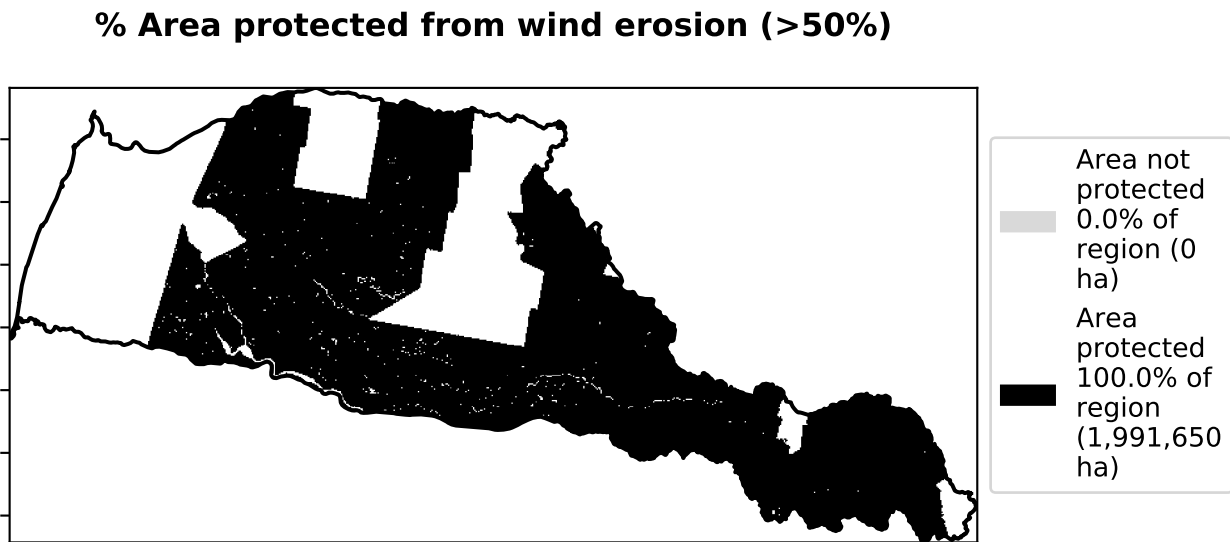 % Area protected from wind erosion (>50%)
Area not
protected
0.0% of
region (0
ha)
Area
protected
100.0% of
region
(1,991,650
ha)